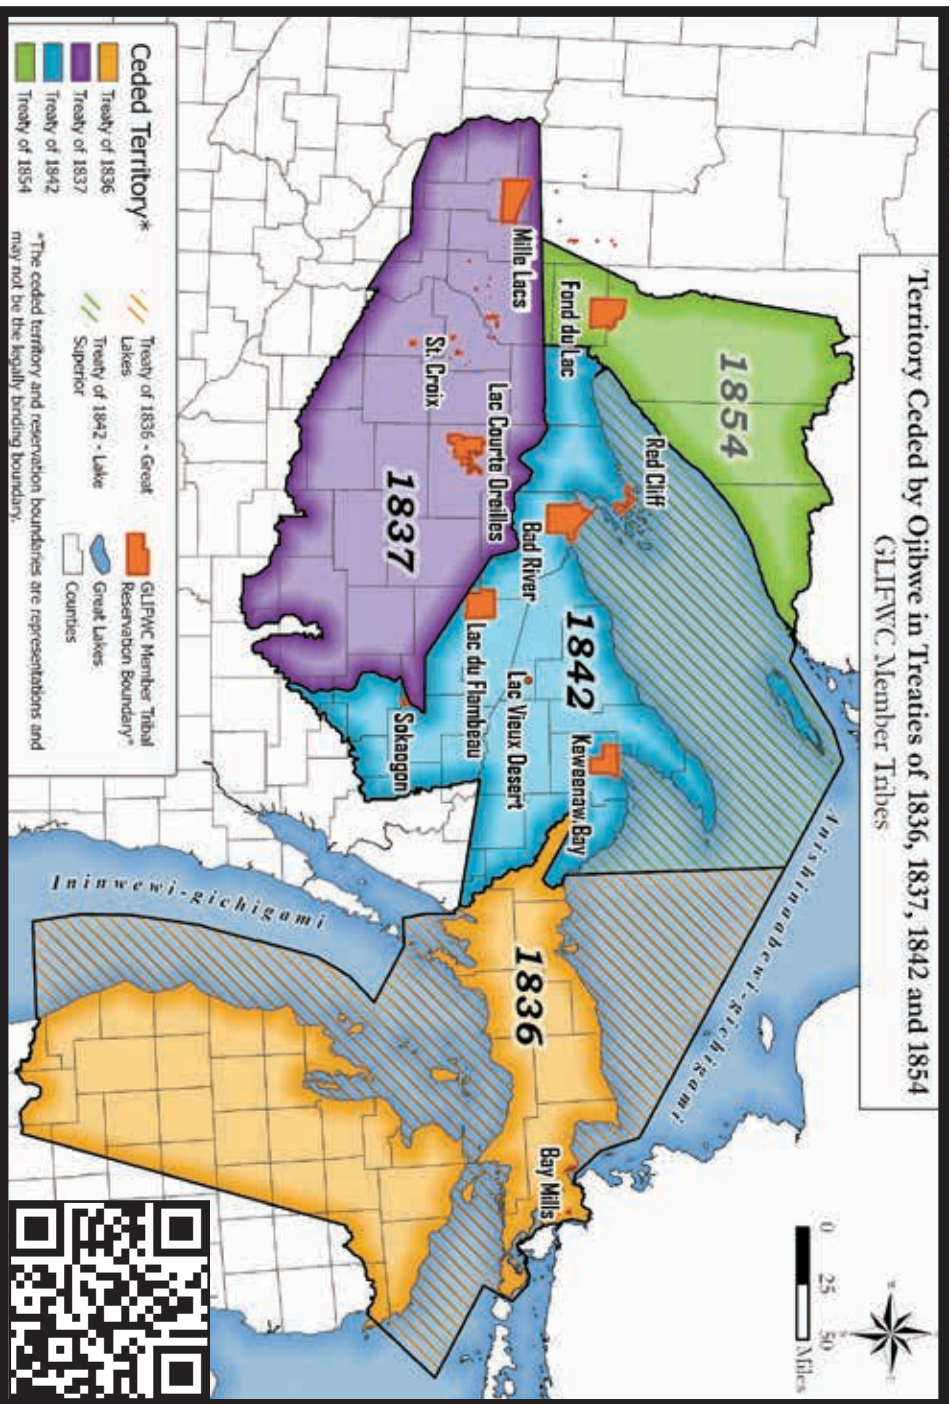 Territory Ceded by Ojibwe in Treaties of 1836, 1837, 1842 and 1854
GLIFWC Member Tribes
0 25 50 Miles
Anishinaabewi-gichigami
1854
Red Cliff
Fond du Lac
Mille Lacs
St. Croix
Lac Courte Oreilles
1837
Bad River
1842
Lac Vieux Desert
Lac du Flambeau
Keweenaw Bay
Sokaogon
1836
Bay Mills
Ininwewi-gichigami
Ceded Territory*
Treaty of 1836
Treaty of 1837
Treaty of 1842
Treaty of 1854
Treaty of 1836 - Great
Lakes
Treaty of 1842 - Lake
Superior
GLIFWC Member Tribal
Reservation Boundary*
Great Lakes
Counties
*The ceded territory and reservation boundaries are representations and
may not be the legally binding boundary.